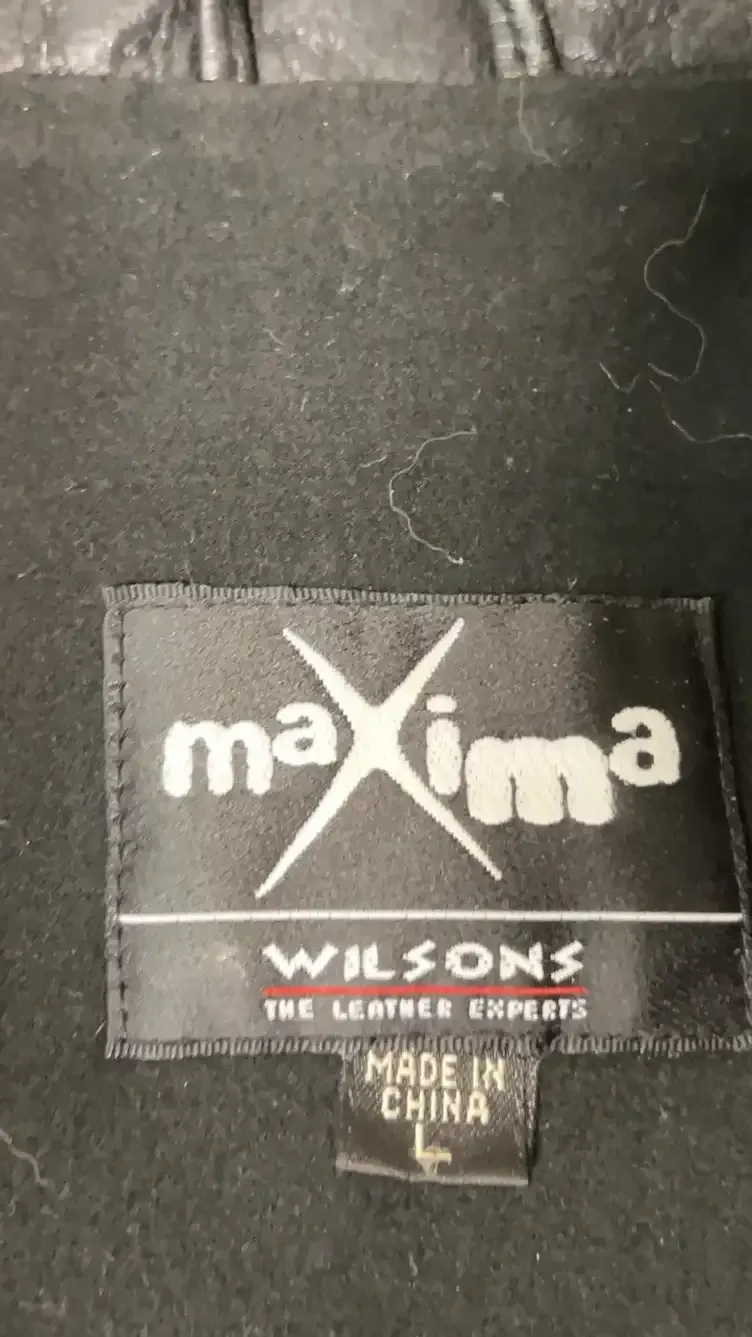 maXima
WILSONS
THE LEATHER EXPERTS
MADE IN
CHINA
L